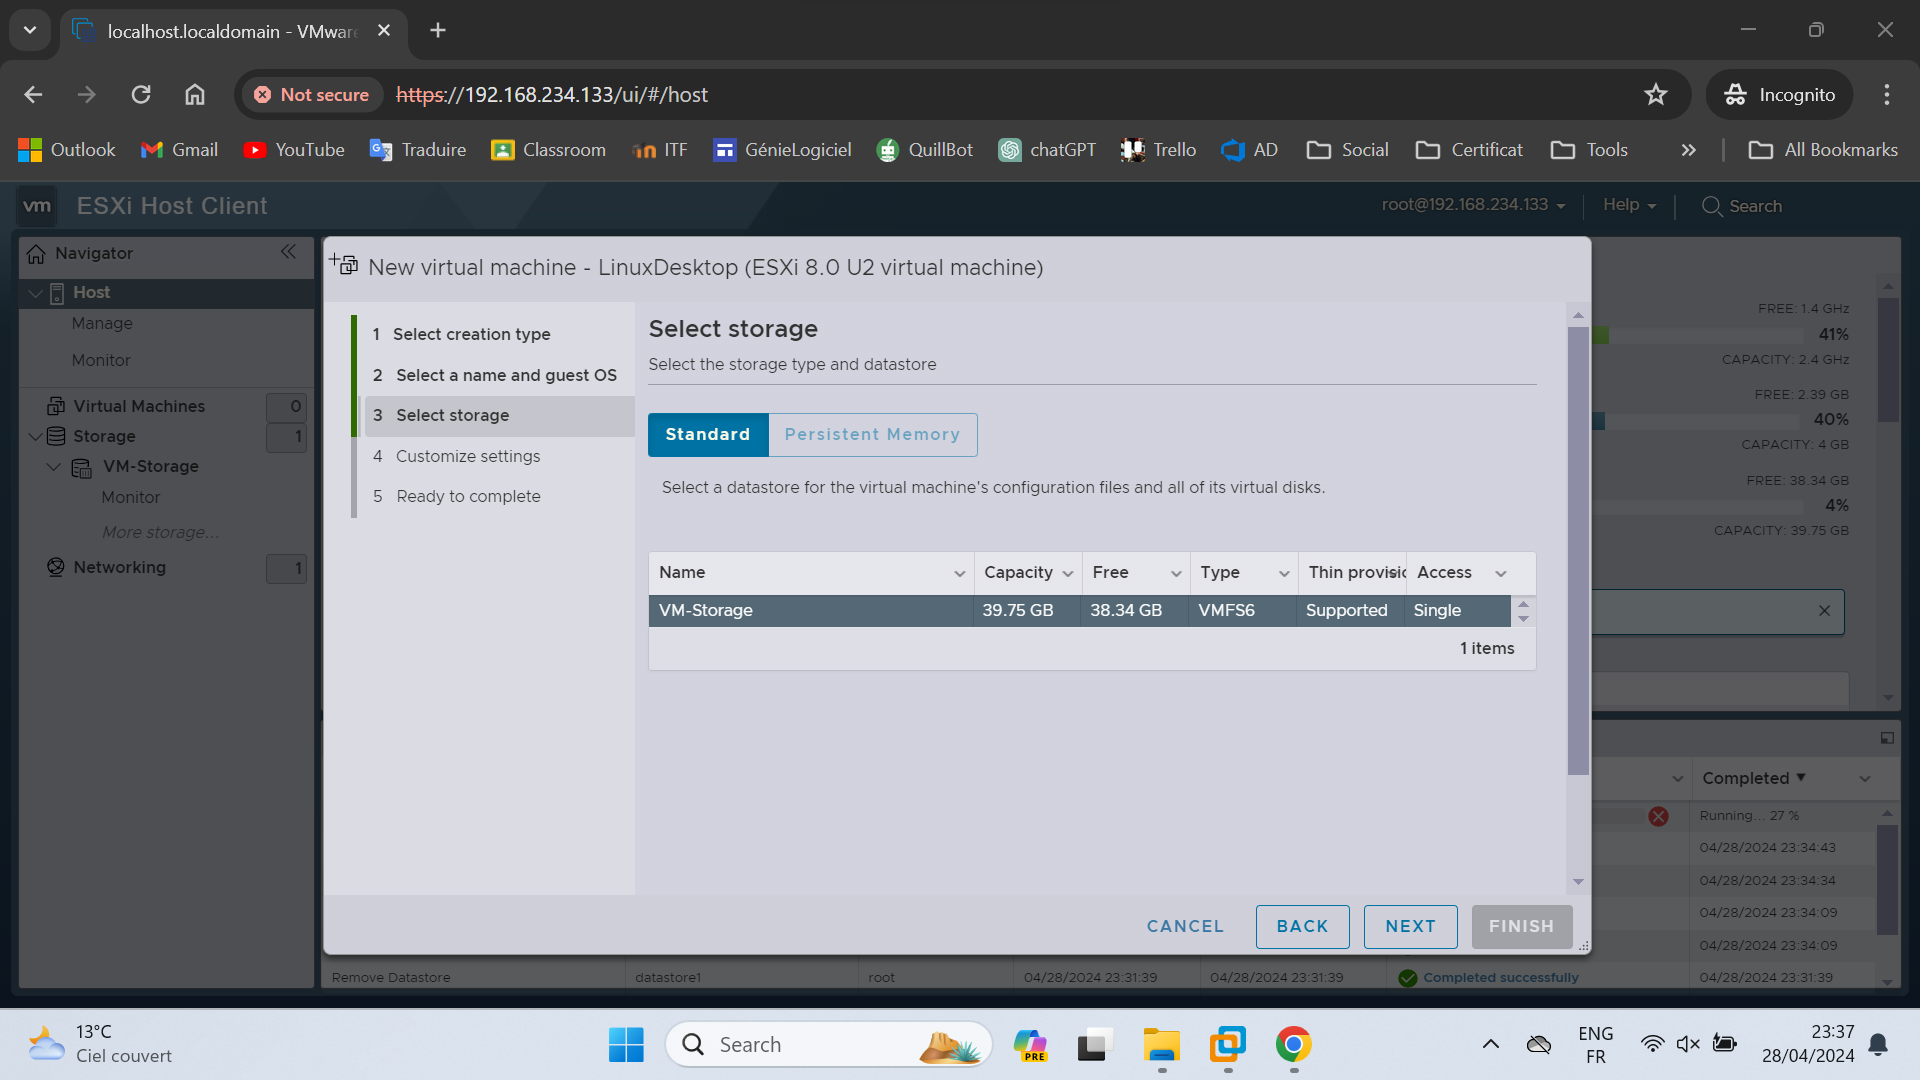 localhost.localdomain - VMware
Not secure
https://192.168.234.133/ui/#/host
Incognito
Outlook
Gmail
YouTube
Traduire
Classroom
ITF
GénieLogiciel
QuillBot
chatGPT
Trello
AD
Social
Certificat
Tools
All Bookmarks
vm
ESXi Host Client
root@192.168.234.133
Help
Search
Navigator
Host
Manage
Monitor
Virtual Machines 0
Storage 1
VM-Storage
Monitor
More storage...
Networking 1
New virtual machine - LinuxDesktop (ESXi 8.0 U2 virtual machine)
1 Select creation type
2 Select a name and guest OS
3 Select storage
4 Customize settings
5 Ready to complete
Select storage
Select the storage type and datastore
Standard
Persistent Memory
Select a datastore for the virtual machine's configuration files and all of its virtual disks.
Name Capacity Free Type Thin provisic Access
VM-Storage 39.75 GB 38.34 GB VMFS6 Supported Single
1 items
CANCEL
BACK
NEXT
FINISH
FREE: 1.4 GHz
41%
CAPACITY: 2.4 GHz
FREE: 2.39 GB
40%
CAPACITY: 4 GB
FREE: 38.34 GB
4%
CAPACITY: 39.75 GB
Completed ▼
Running... 27 %
04/28/2024 23:34:43
04/28/2024 23:34:34
04/28/2024 23:34:09
04/28/2024 23:34:09
Remove Datastore datastore1 root 04/28/2024 23:31:39 04/28/2024 23:31:39 Completed successfully 04/28/2024 23:31:39
13°C
Ciel couvert
Search
PRE
ENG
FR
23:37
28/04/2024